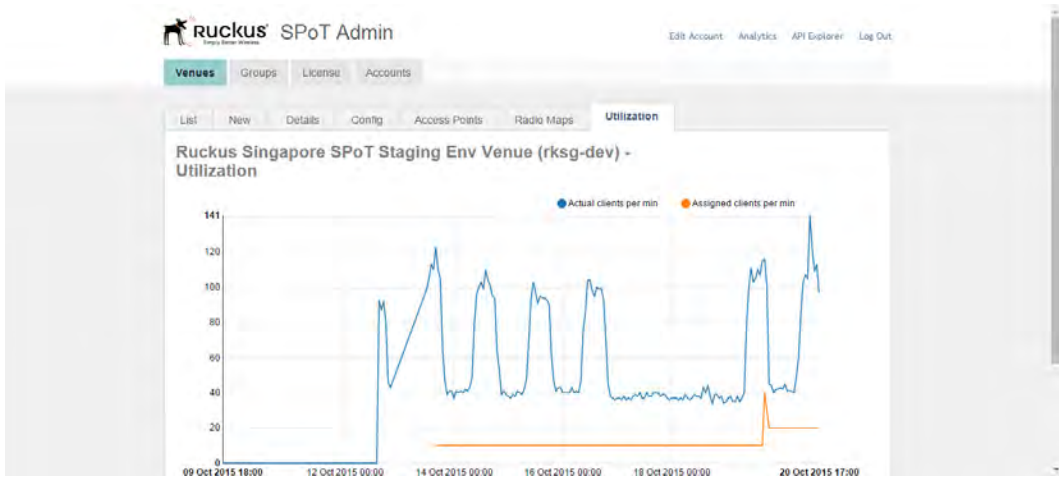 RUCKUS SPoT Admin
Simply Better Wireless
Edit Account Analytics API Explorer Log Out
Venues Groups License Accounts
List New Details Config Access Points Radio Maps Utilization
Ruckus Singapore SPoT Staging Env Venue (rksg-dev) -
Utilization
Actual clients per min Assigned clients per min
141
120
100
80
60
40
20
0
09 Oct 2015 18:00 12 Oct 2015 00:00 14 Oct 2015 00:00 16 Oct 2015 00:00 18 Oct 2015 00:00 20 Oct 2015 17:00